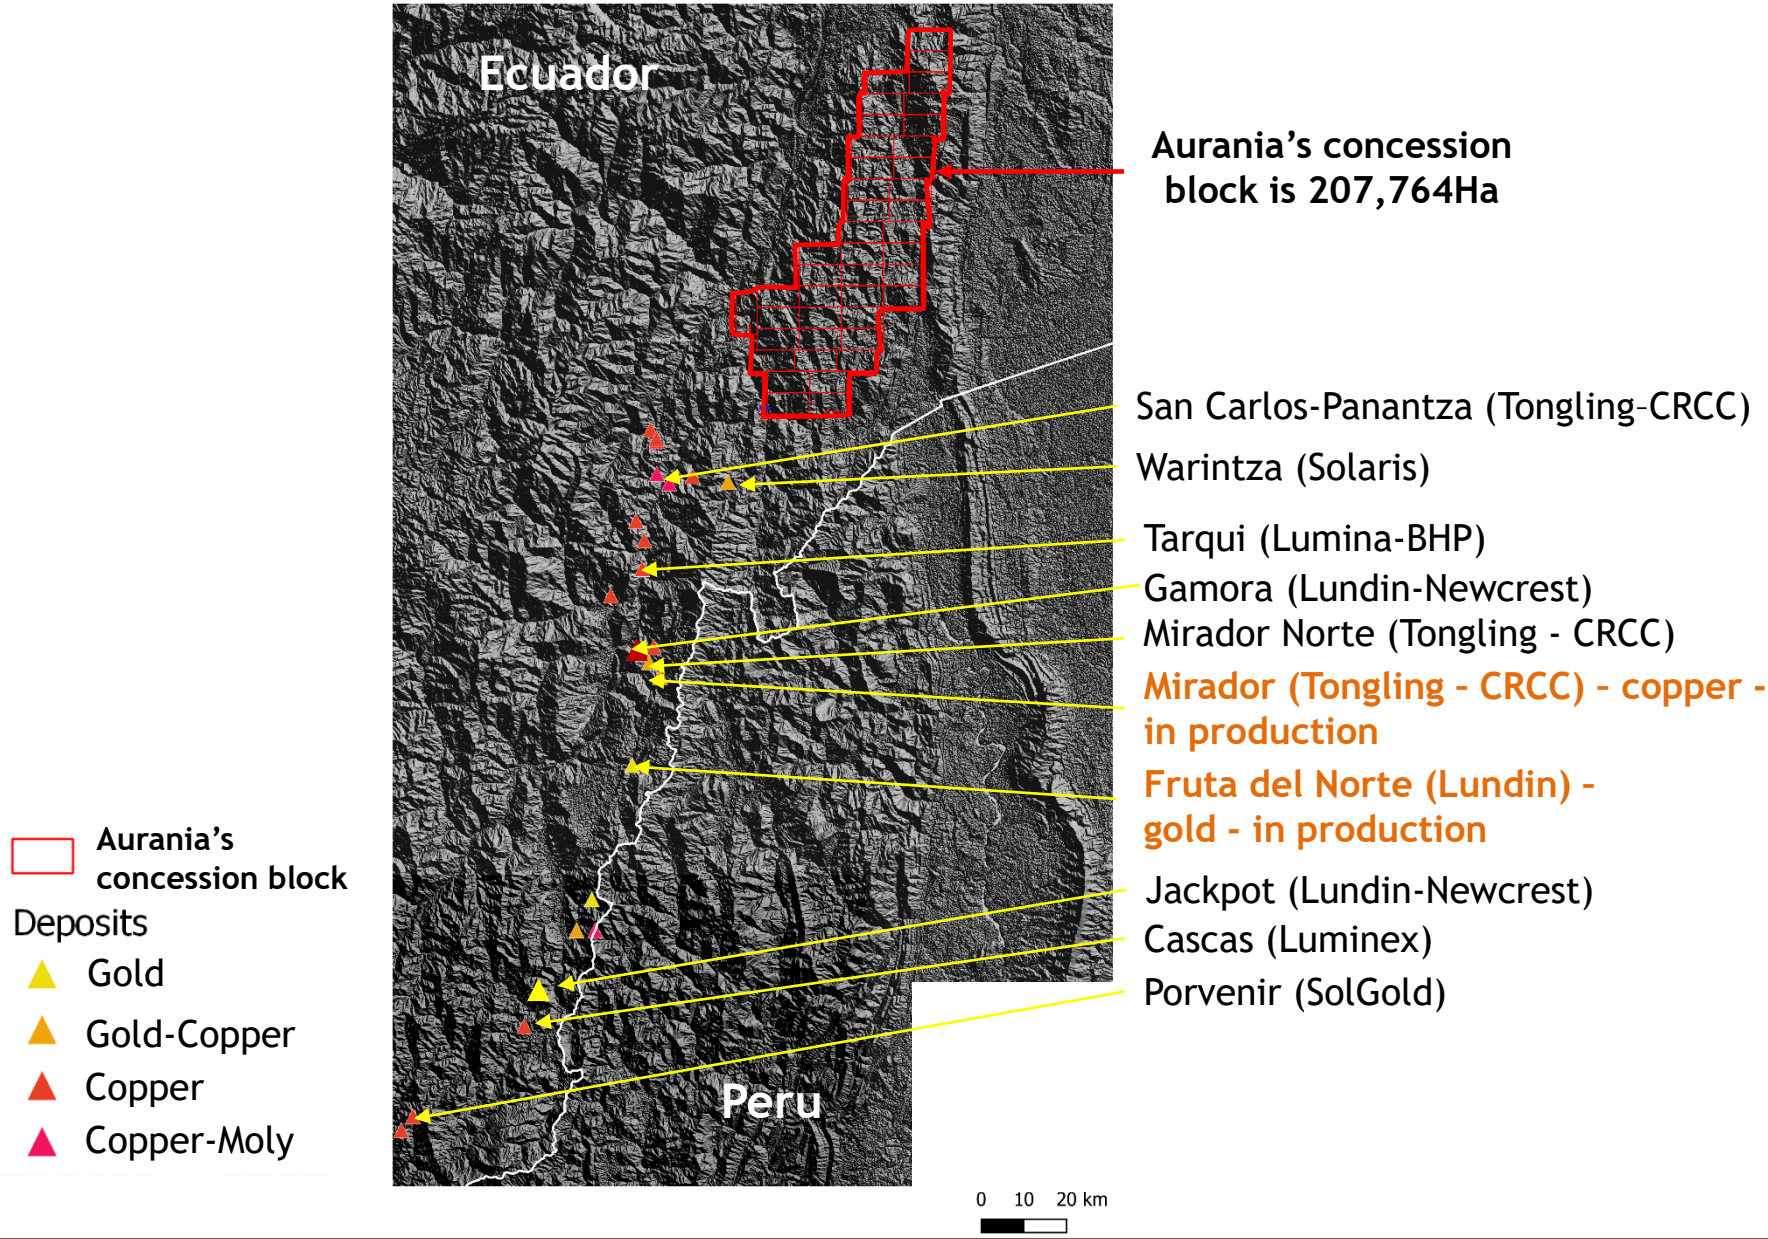 Ecuador
Aurania’s concession
block is 207,764Ha
San Carlos-Panantza (Tongling-CRCC)
Warintza (Solaris)
Tarqui (Lumina-BHP)
Gamora (Lundin-Newcrest)
Mirador Norte (Tongling - CRCC)
Mirador (Tongling - CRCC) - copper -
in production
Fruta del Norte (Lundin) -
gold - in production
Jackpot (Lundin-Newcrest)
Cascas (Luminex)
Porvenir (SolGold)
Peru
Aurania’s
concession block
Deposits
Gold
Gold-Copper
Copper
Copper-Moly
0 10 20 km